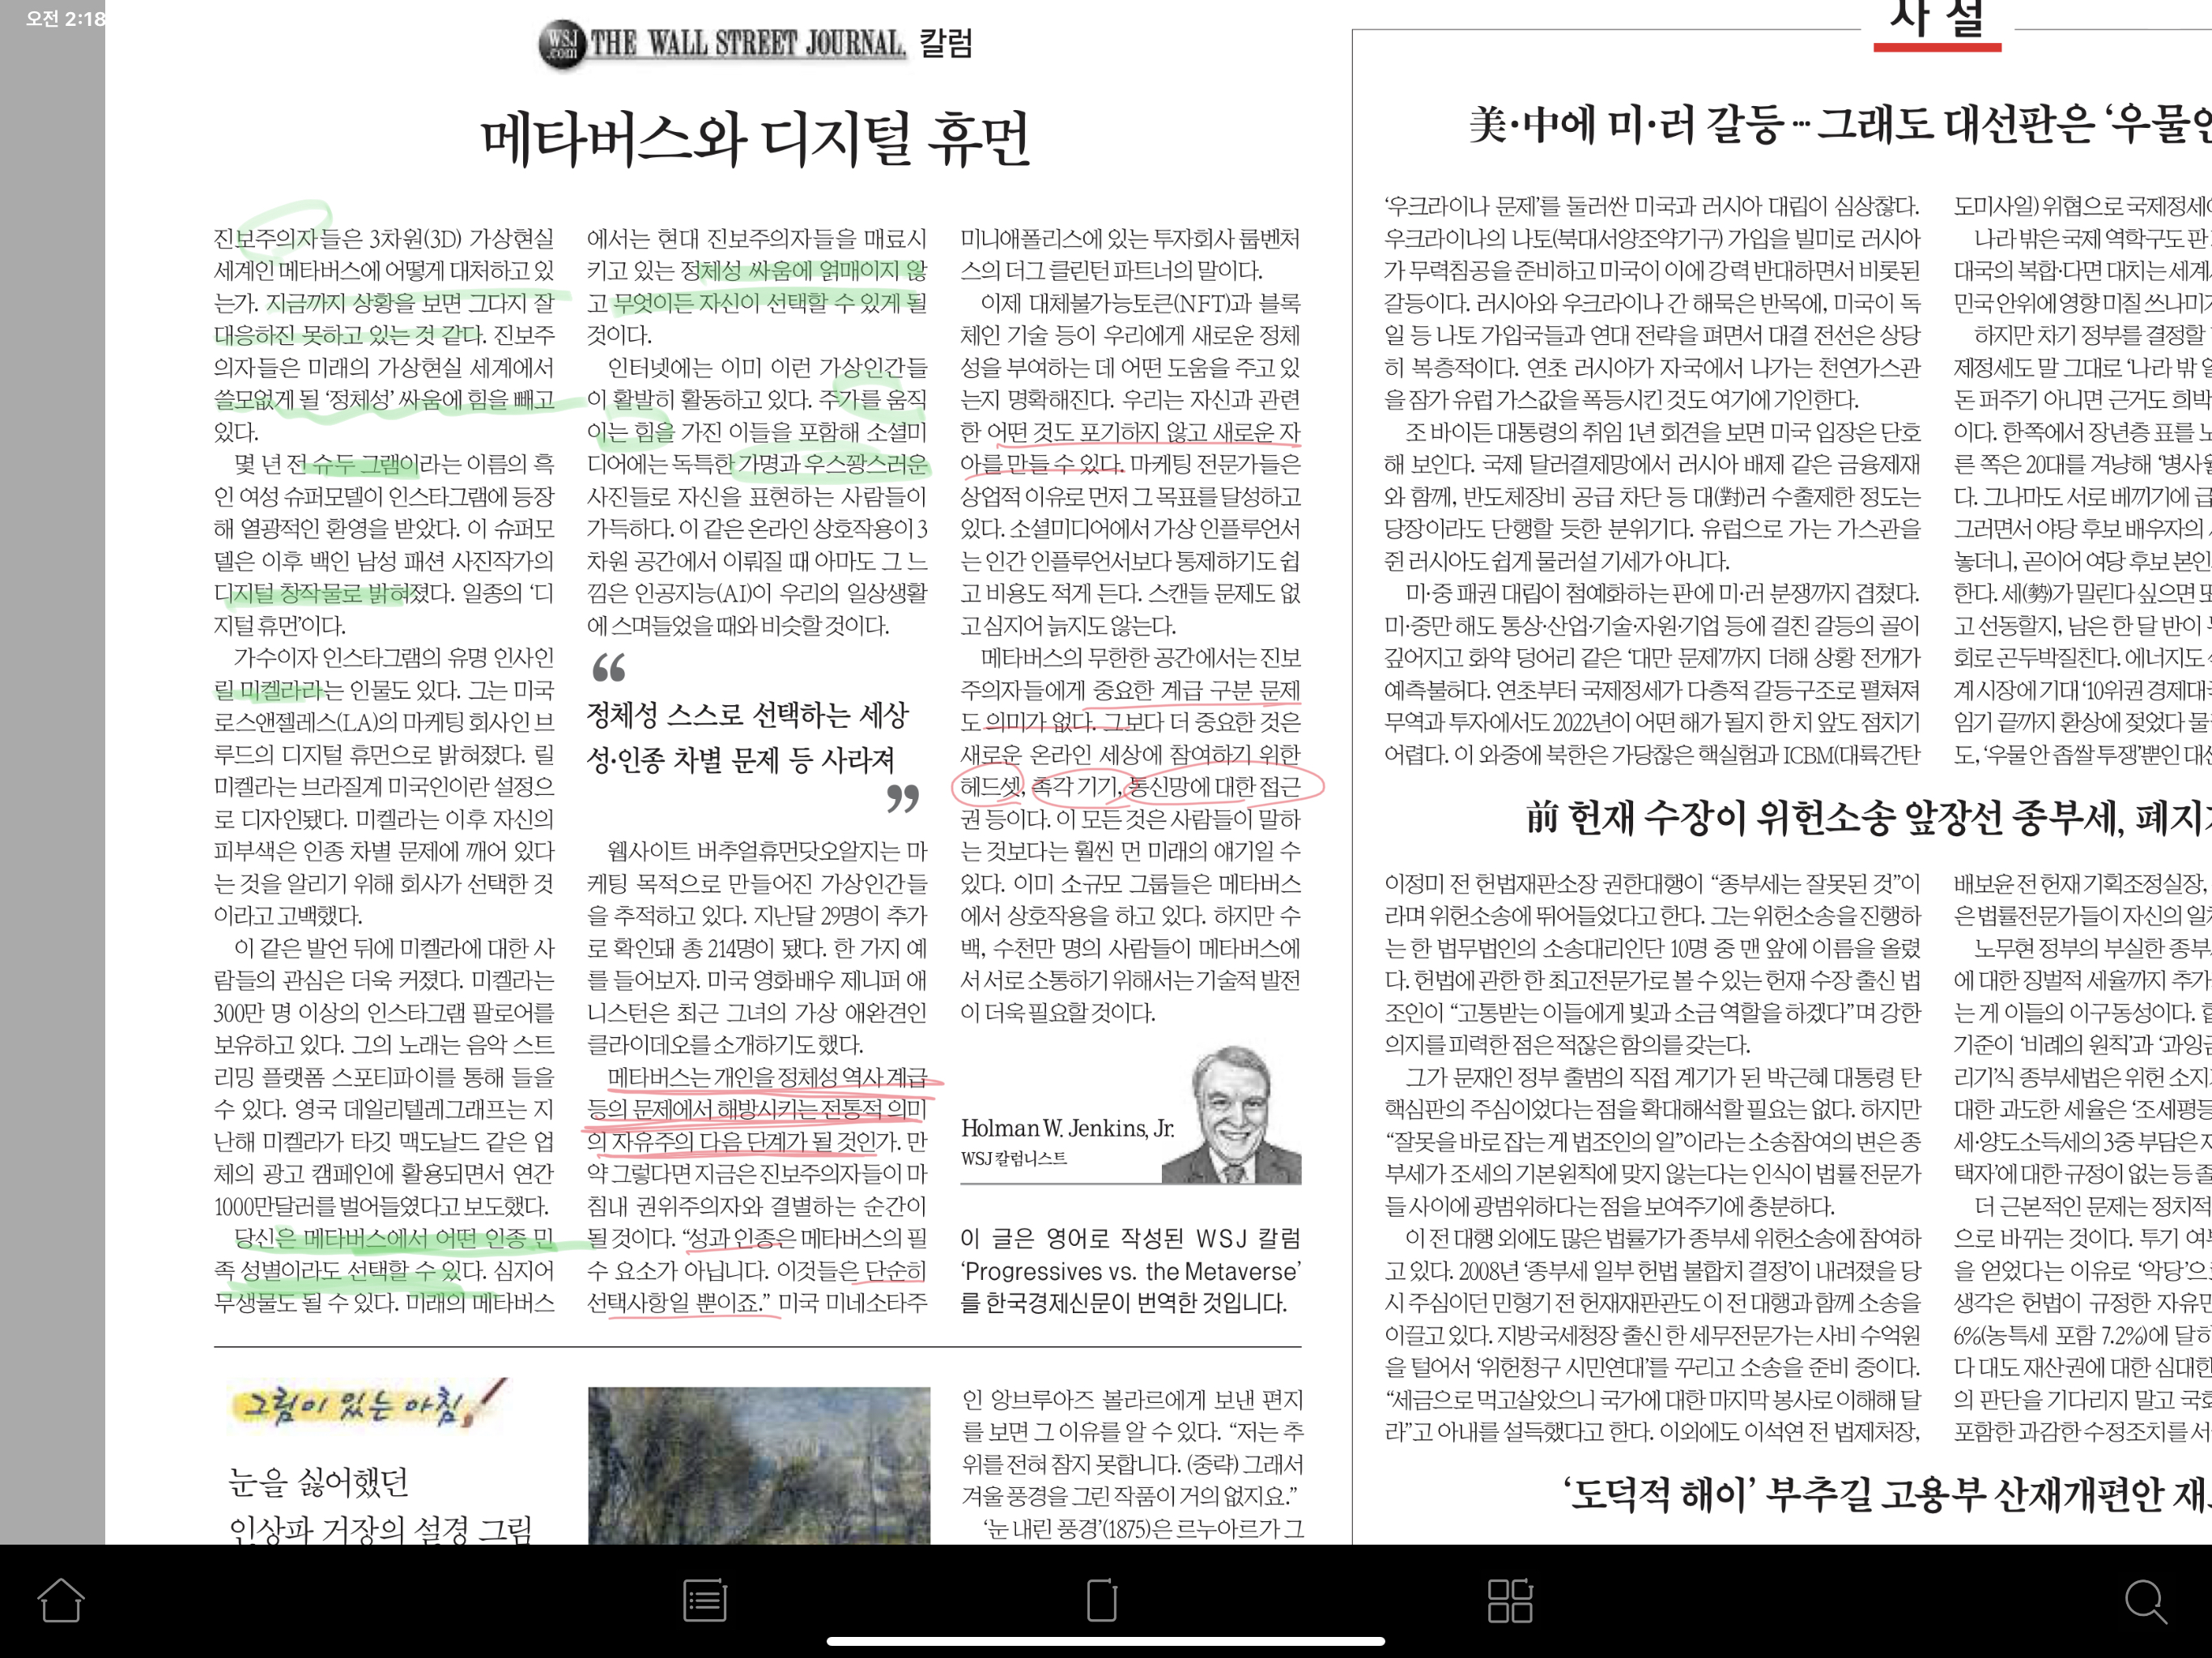 오전 2:18
WSJ.com THE WALL STREET JOURNAL. 칼럼
메타버스와 디지털 휴먼
진보주의자들은 3차원(3D) 가상현실
세계인 메타버스에 어떻게 대처하고 있
는가. 지금까지 상황을 보면 그다지 잘
대응하진 못하고 있는 것 같다. 진보주
의자들은 미래의 가상현실 세계에서
쓸모없게 될 ‘정체성’ 싸움에 힘을 빼고
있다.
몇 년 전 슈두 그램이라는 이름의 흑
인 여성 슈퍼모델이 인스타그램에 등장
해 열광적인 환영을 받았다. 이 슈퍼모
델은 이후 백인 남성 패션 사진작가의
디지털 창작물로 밝혀졌다. 일종의 ‘디
지털 휴먼’이다.
가수이자 인스타그램의 유명 인사인
릴 미켈라라는 인물도 있다. 그는 미국
로스앤젤레스(LA)의 마케팅 회사인 브
루드의 디지털 휴먼으로 밝혀졌다. 릴
미켈라는 브라질계 미국인이란 설정으
로 디자인됐다. 미켈라는 이후 자신의
피부색은 인종 차별 문제에 깨어 있다
는 것을 알리기 위해 회사가 선택한 것
이라고 고백했다.
이 같은 발언 뒤에 미켈라에 대한 사
람들의 관심은 더욱 커졌다. 미켈라는
300만 명 이상의 인스타그램 팔로어를
보유하고 있다. 그의 노래는 음악 스트
리밍 플랫폼 스포티파이를 통해 들을
수 있다. 영국 데일리텔레그래프는 지
난해 미켈라가 타깃 맥도날드 같은 업
체의 광고 캠페인에 활용되면서 연간
1000만달러를 벌어들였다고 보도했다.
당신은 메타버스에서 어떤 인종 민
족 성별이라도 선택할 수 있다. 심지어
무생물도 될 수 있다. 미래의 메타버스
에서는 현대 진보주의자들을 매료시
키고 있는 정체성 싸움에 얽매이지 않
고 무엇이든 자신이 선택할 수 있게 될
것이다.
인터넷에는 이미 이런 가상인간들
이 활발히 활동하고 있다. 주가를 움직
이는 힘을 가진 이들을 포함해 소셜미
디어에는 독특한 가명과 우스꽝스러운
사진들로 자신을 표현하는 사람들이
가득하다. 이 같은 온라인 상호작용이 3
차원 공간에서 이뤄질 때 아마도 그 느
낌은 인공지능(AI)이 우리의 일상생활
에 스며들었을 때와 비슷할 것이다.
“
정체성 스스로 선택하는 세상
성·인종 차별 문제 등 사라져
”
웹사이트 버추얼휴먼닷오알지는 마
케팅 목적으로 만들어진 가상인간들
을 추적하고 있다. 지난달 29명이 추가
로 확인돼 총 214명이 됐다. 한 가지 예
를 들어보자. 미국 영화배우 제니퍼 애
니스턴은 최근 그녀의 가상 애완견인
클라이데오를 소개하기도 했다.
메타버스는 개인을 정체성 역사 계급
등의 문제에서 해방시키는 전통적 의미
의 자유주의 다음 단계가 될 것인가. 만
약 그렇다면 지금은 진보주의자들이 마
침내 권위주의자와 결별하는 순간이
될 것이다. “성과 인종은 메타버스의 필
수 요소가 아닙니다. 이것들은 단순히
선택사항일 뿐이죠.” 미국 미네소타주
미니애폴리스에 있는 투자회사 룹벤처
스의 더그 클린턴 파트너의 말이다.
이제 대체불가능토큰(NFT)과 블록
체인 기술 등이 우리에게 새로운 정체
성을 부여하는 데 어떤 도움을 주고 있
는지 명확해진다. 우리는 자신과 관련
한 어떤 것도 포기하지 않고 새로운 자
아를 만들 수 있다. 마케팅 전문가들은
상업적 이유로 먼저 그 목표를 달성하고
있다. 소셜미디어에서 가상 인플루언서
는 인간 인플루언서보다 통제하기도 쉽
고 비용도 적게 든다. 스캔들 문제도 없
고 심지어 늙지도 않는다.
메타버스의 무한한 공간에서는 진보
주의자들에게 중요한 계급 구분 문제
도 의미가 없다. 그보다 더 중요한 것은
새로운 온라인 세상에 참여하기 위한
헤드셋, 촉각 기기, 통신망에 대한 접근
권 등이다. 이 모든 것은 사람들이 말하
는 것보다는 훨씬 먼 미래의 얘기일 수
있다. 이미 소규모 그룹들은 메타버스
에서 상호작용을 하고 있다. 하지만 수
백, 수천만 명의 사람들이 메타버스에
서 서로 소통하기 위해서는 기술적 발전
이 더욱 필요할 것이다.
Holman W. Jenkins, Jr.
WSJ 칼럼니스트
이 글은 영어로 작성된 WSJ 칼럼
‘Progressives vs. the Metaverse’
를 한국경제신문이 번역한 것입니다.
그림이 있는 아침
눈을 싫어했던
인상파 거장의 설경 그림
인 앙브루아즈 볼라르에게 보낸 편지
를 보면 그 이유를 알 수 있다. “저는 추
위를 전혀 참지 못합니다. (중략) 그래서
겨울 풍경을 그린 작품이 거의 없지요.”
‘눈 내린 풍경’(1875)은 르누아르가 그
사설
美·中에 미·러 갈등…그래도 대선판은 ‘우물안
‘우크라이나 문제’를 둘러싼 미국과 러시아 대립이 심상찮다.
우크라이나의 나토(북대서양조약기구) 가입을 빌미로 러시아
가 무력침공을 준비하고 미국이 이에 강력 반대하면서 비롯된
갈등이다. 러시아와 우크라이나 간 해묵은 반목에, 미국이 독
일 등 나토 가입국들과 연대 전략을 펴면서 대결 전선은 상당
히 복층적이다. 연초 러시아가 자국에서 나가는 천연가스관
을 잠가 유럽 가스값을 폭등시킨 것도 여기에 기인한다.
조 바이든 대통령의 취임 1년 회견을 보면 미국 입장은 단호
해 보인다. 국제 달러결제망에서 러시아 배제 같은 금융제재
와 함께, 반도체장비 공급 차단 등 대(對)러 수출제한 정도는
당장이라도 단행할 듯한 분위기다. 유럽으로 가는 가스관을
쥔 러시아도 쉽게 물러설 기세가 아니다.
미·중 패권 대립이 첨예화하는 판에 미·러 분쟁까지 겹쳤다.
미·중만 해도 통상·산업·기술·자원·기업 등에 걸친 갈등의 골이
깊어지고 화약 덩어리 같은 ‘대만 문제’까지 더해 상황 전개가
예측불허다. 연초부터 국제정세가 다층적 갈등구조로 펼쳐져
무역과 투자에서도 2022년이 어떤 해가 될지 한 치 앞도 점치기
어렵다. 이 와중에 북한은 가당찮은 핵실험과 ICBM(대륙간탄
도미사일) 위협으로 국제정세
나라 밖은 국제 역학구도 판
대국의 복합·다면 대치는 세계
민국 안위에 영향 미칠 쓰나미
하지만 차기 정부를 결정할
제정세도 말 그대로 ‘나라 밖
돈 퍼주기 아니면 근거도 희박
이다. 한쪽에서 장년층 표를
른 쪽은 20대를 겨냥해 ‘병사
다. 그나마도 서로 베끼기에 급
그러면서 야당 후보 배우자의
놓더니, 곧이어 여당 후보 본인
한다. 세(勢)가 밀린다 싶으면 또
고 선동할지, 남은 한 달 반이
회로 곤두박질친다. 에너지도
계 시장에 기대 ‘10위권 경제대국
임기 끝까지 환상에 젖었다
도, ‘우물 안 좁쌀 투쟁’뿐인 대선
前 헌재 수장이 위헌소송 앞장선 종부세, 폐지
이정미 전 헌법재판소장 권한대행이 “종부세는 잘못된 것”이
라며 위헌소송에 뛰어들었다고 한다. 그는 위헌소송을 진행하
는 한 법무법인의 소송대리인단 10명 중 맨 앞에 이름을 올렸
다. 헌법에 관한 한 최고전문가로 볼 수 있는 헌재 수장 출신 법
조인이 “고통받는 이들에게 빛과 소금 역할을 하겠다”며 강한
의지를 피력한 점은 적잖은 함의를 갖는다.
그가 문재인 정부 출범의 직접 계기가 된 박근혜 대통령 탄
핵심판의 주심이었다는 점을 확대해석할 필요는 없다. 하지만
“잘못을 바로 잡는 게 법조인의 일”이라는 소송참여의 변은 종
부세가 조세의 기본원칙에 맞지 않는다는 인식이 법률 전문가
들 사이에 광범위하다는 점을 보여주기에 충분하다.
이 전 대행 외에도 많은 법률가가 종부세 위헌소송에 참여하
고 있다. 2008년 ‘종부세 일부 헌법 불합치 결정’이 내려졌을 당
시 주심이던 민형기 전 헌재재판관도 이 전 대행과 함께 소송을
이끌고 있다. 지방국세청장 출신 한 세무전문가는 사비 수억원
을 털어서 ‘위헌청구 시민연대’를 꾸리고 소송을 준비 중이다.
“세금으로 먹고살았으니 국가에 대한 마지막 봉사로 이해해 달
라”고 아내를 설득했다고 한다. 이외에도 이석연 전 법제처장,
배보윤 전 헌재 기획조정실장,
은 법률전문가들이 자신의 일처
노무현 정부의 부실한 종부
에 대한 징벌적 세율까지 추가
는 게 이들의 이구동성이다.
기준이 ‘비례의 원칙’과 ‘과잉금
리기’식 종부세법은 위헌 소지
대한 과도한 세율은 ‘조세평등
세·양도소득세의 3중 부담은
택자’에 대한 규정이 없는 등 졸
더 근본적인 문제는 정치적
으로 바뀌는 것이다. 투기 여부
을 얻었다는 이유로 ‘악당’으
생각은 헌법이 규정한 자유민
6%(농특세 포함 7.2%)에 달하
다 대도 재산권에 대한 심대한
의 판단을 기다리지 말고 국회
포함한 과감한 수정조치를 서
‘도덕적 해이’ 부추길 고용부 산재개편안 재